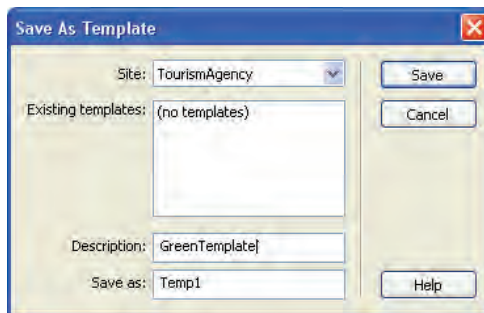 Save As Template
Site: TourismAgency
Save
Existing templates: (no templates)
Cancel
Description: GreenTemplate
Save as: Temp1
Help